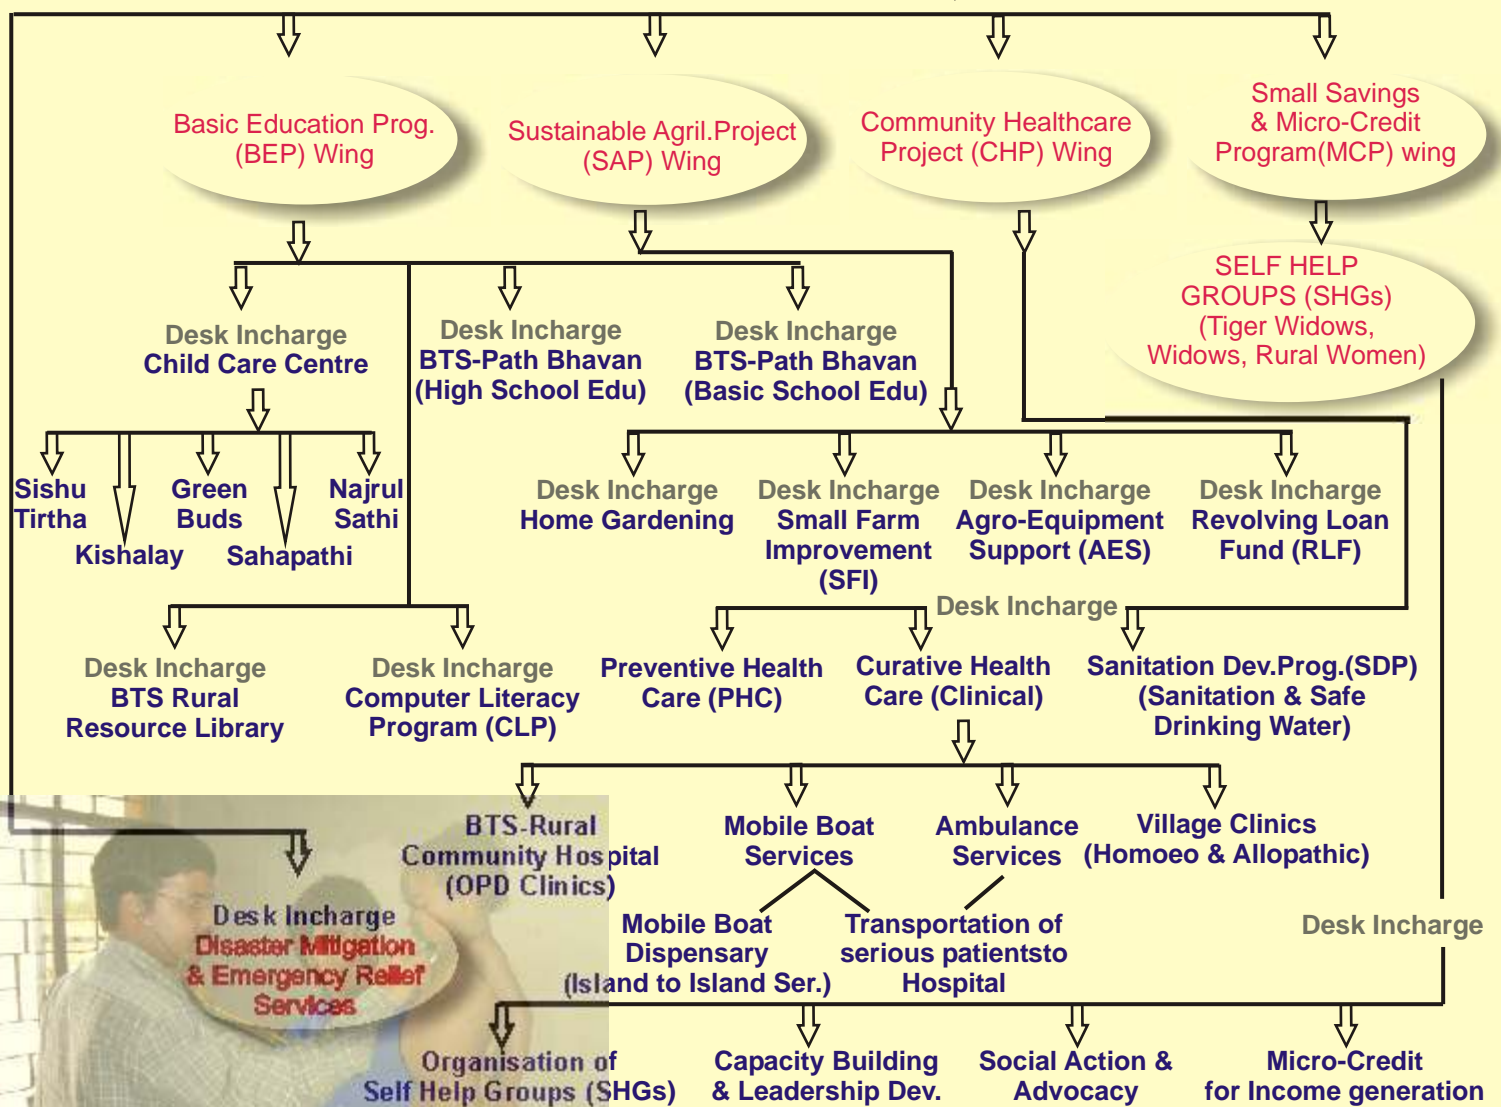 Basic Education Prog.
(BEP) Wing
Sustainable Agril.Project
(SAP) Wing
Community Healthcare
Project (CHP) Wing
Small Savings
& Micro-Credit
Program(MCP) wing
SELF HELP
GROUPS (SHGs)
(Tiger Widows,
Widows, Rural Women)
Desk Incharge
Child Care Centre
Desk Incharge
BTS-Path Bhavan
(High School Edu)
Desk Incharge
BTS-Path Bhavan
(Basic School Edu)
Sishu
Tirtha
Kishalay
Green
Buds
Sahapathi
Najrul
Sathi
Desk Incharge
Home Gardening
Desk Incharge
Small Farm
Improvement
(SFI)
Desk Incharge
Agro-Equipment
Support (AES)
Desk Incharge
Revolving Loan
Fund (RLF)
Desk Incharge
BTS Rural
Resource Library
Desk Incharge
Computer Literacy
Program (CLP)
Desk Incharge
Preventive Health
Care (PHC)
Curative Health
Care (Clinical)
Sanitation Dev.Prog.(SDP)
(Sanitation & Safe
Drinking Water)
BTS-Rural
Community Hospital
(OPD Clinics)
Mobile Boat
Services
Ambulance
Services
Village Clinics
(Homoeo & Allopathic)
Mobile Boat
Dispensary
(Island to Island Ser.)
Transportation of
serious patientsto
Hospital
Desk Incharge
Disaster Mitigation
& Emergency Relief
Services
Desk Incharge
Organisation of
Self Help Groups (SHGs)
Capacity Building
& Leadership Dev.
Social Action &
Advocacy
Micro-Credit
for Income generation